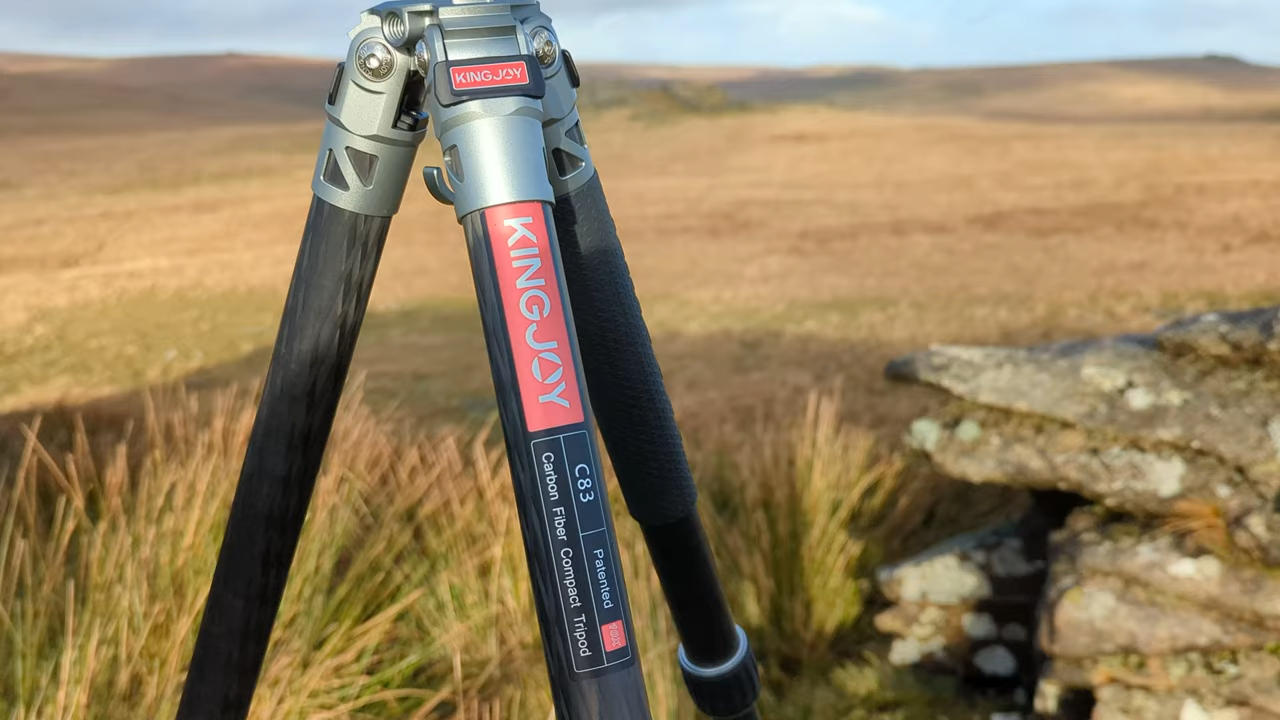 KINGJOY
KINGJOY
C83
Patented
Carbon Fiber Compact Tripod